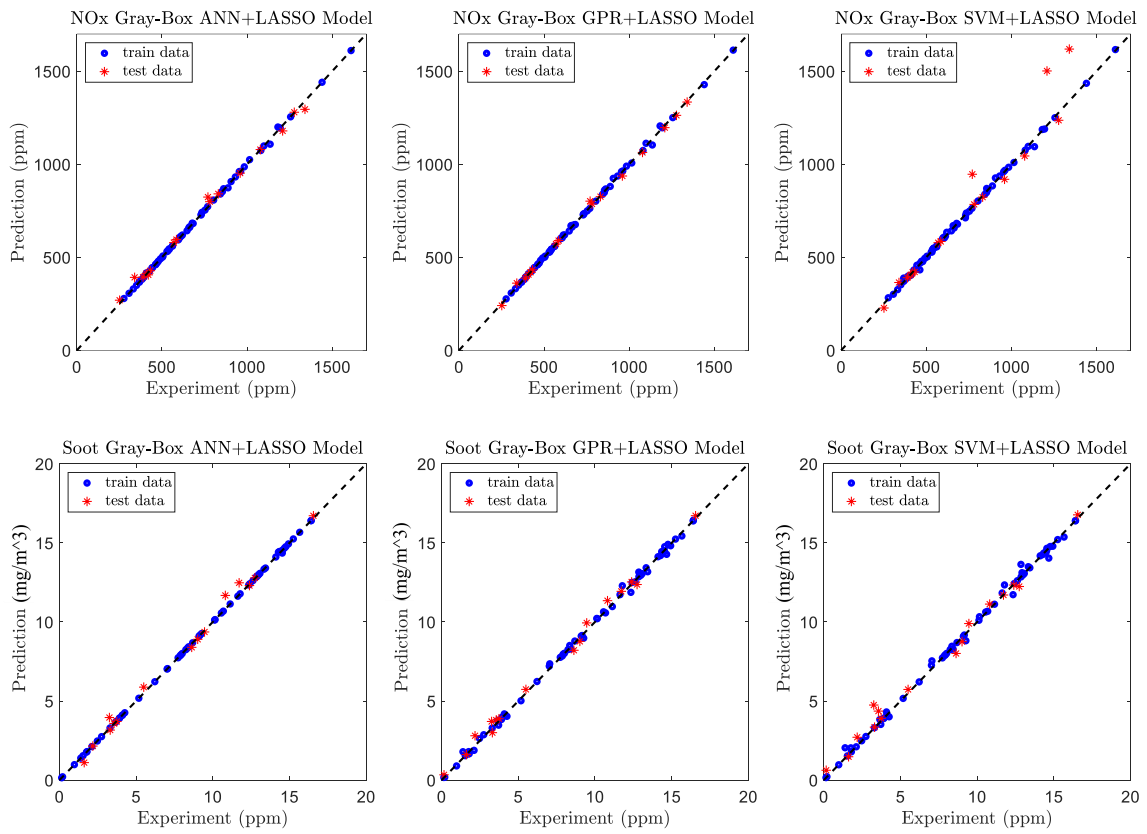 NOx Gray-Box ANN+LASSO Model
train data
test data
1500
1000
500
0
Prediction (ppm)
0 500 1000 1500
Experiment (ppm)
NOx Gray-Box GPR+LASSO Model
train data
test data
1500
1000
500
0
Prediction (ppm)
0 500 1000 1500
Experiment (ppm)
NOx Gray-Box SVM+LASSO Model
train data
test data
1500
1000
500
0
Prediction (ppm)
0 500 1000 1500
Experiment (ppm)
Soot Gray-Box ANN+LASSO Model
train data
test data
20
15
10
5
0
Prediction (mg/m^3)
0 5 10 15 20
Experiment (ppm)
Soot Gray-Box GPR+LASSO Model
train data
test data
20
15
10
5
0
Prediction (mg/m^3)
0 5 10 15 20
Experiment (ppm)
Soot Gray-Box SVM+LASSO Model
train data
test data
20
15
10
5
0
Prediction (mg/m^3)
0 5 10 15 20
Experiment (ppm)